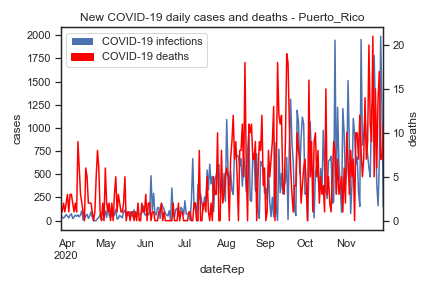 New COVID-19 daily cases and deaths - Puerto_Rico
COVID-19 infections
COVID-19 deaths
2000
1750
1500
1250
1000
750
500
250
0
cases
20
15
10
5
0
deaths
Apr May Jun Jul Aug Sep Oct Nov
2020
dateRep